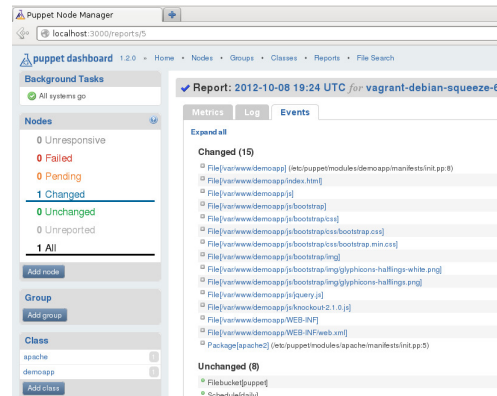 Puppet Node Manager
localhost:3000/reports/5
puppet dashboard 1.2.0 » Home • Nodes • Groups • Classes • Reports • File Search
Background Tasks
All systems go
Nodes
0 Unresponsive
0 Failed
0 Pending
1 Changed
0 Unchanged
0 Unreported
1 All
Add node
Group
Add group
Class
apache 1
demoapp 1
Add class
Report: 2012-10-08 19:24 UTC for vagrant-debian-squeeze-6
Metrics Log Events
Expand all
Changed (15)
File[/var/www/demoapp] (/etc/puppet/modules/demoapp/manifests/init.pp:8)
File[/var/www/demoapp/index.html]
File[/var/www/demoapp/js]
File[/var/www/demoapp/js/bootstrap]
File[/var/www/demoapp/js/bootstrap/css]
File[/var/www/demoapp/js/bootstrap/css/bootstrap.css]
File[/var/www/demoapp/js/bootstrap/css/bootstrap.min.css]
File[/var/www/demoapp/js/bootstrap/img]
File[/var/www/demoapp/js/bootstrap/img/glyphicons-halflings-white.png]
File[/var/www/demoapp/js/bootstrap/img/glyphicons-halflings.png]
File[/var/www/demoapp/js/jquery.js]
File[/var/www/demoapp/js/knockout-2.1.0.js]
File[/var/www/demoapp/WEB-INF]
File[/var/www/demoapp/WEB-INF/web.xml]
Package[apache2] (/etc/puppet/modules/apache/manifests/init.pp:5)
Unchanged (8)
Filebucket[puppet]
Schedule[daily]